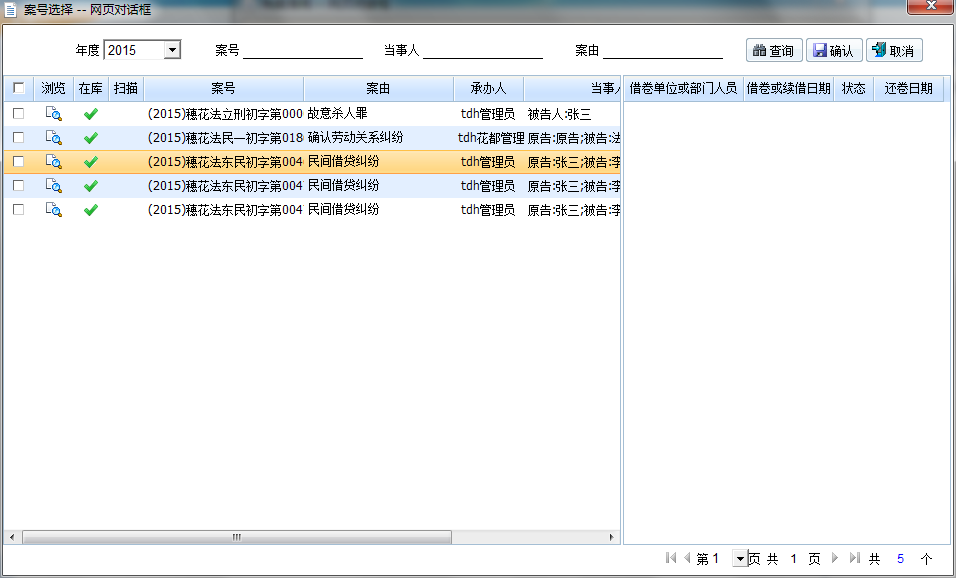 案号选择 -- 网页对话框
年度 2015 案号 当事人 案由 查询 确认 取消
浏览 在库 扫描 案号 案由 承办人 当事人 借卷单位或部门人员 借卷或续借日期 状态 还卷日期
(2015)穗花法立刑初字第000 故意杀人罪 tdh管理员 被告人:张三
(2015)穗花法民一初字第018 确认劳动关系纠纷 tdh花都管理 原告:原告;被告:法
(2015)穗花法东民初字第004 民间借贷纠纷 tdh管理员 原告:张三;被告:李
(2015)穗花法东民初字第004 民间借贷纠纷 tdh管理员 原告:张三;被告:李
(2015)穗花法东民初字第004 民间借贷纠纷 tdh管理员 原告:张三;被告:李
第 1 页 共 1 页 共 5 个